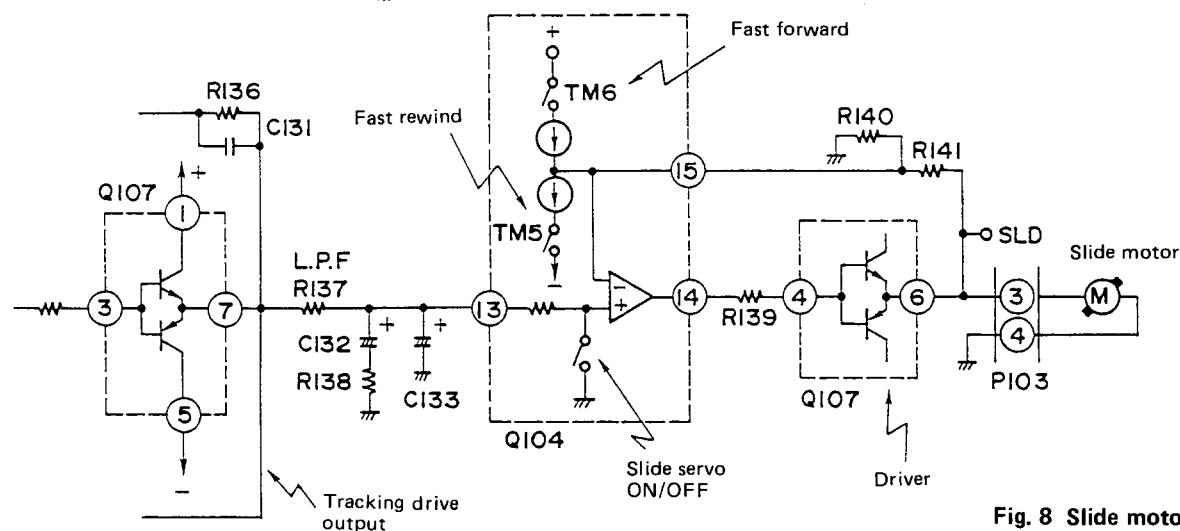 Fast forward
+
TM6
R136
C131
Fast rewind
R140
R141
15
Q107
+
1
TM5
SLD
Slide motor
L.P.F
R137
3
7
13
−
+
14
R139
4
6
3
M
4
P103
C132
+
R138
+
C133
5
−
Q104
Q107
Slide servo
ON/OFF
Driver
−
Tracking drive
output
Fig. 8 Slide moto